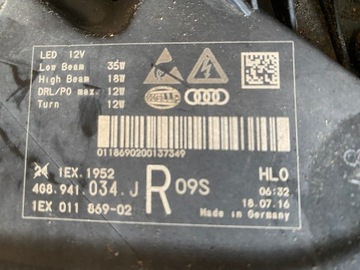 LED 12V
Low Beam 35W
High Beam 18W
DRL/PO max. 12W
Turn 12W
HELLA
0118690200137349
1EX.1952 HL0
4G8.941.034.J R 09S 06:32
1EX 011 869-02 18.07.16
Made in Germany